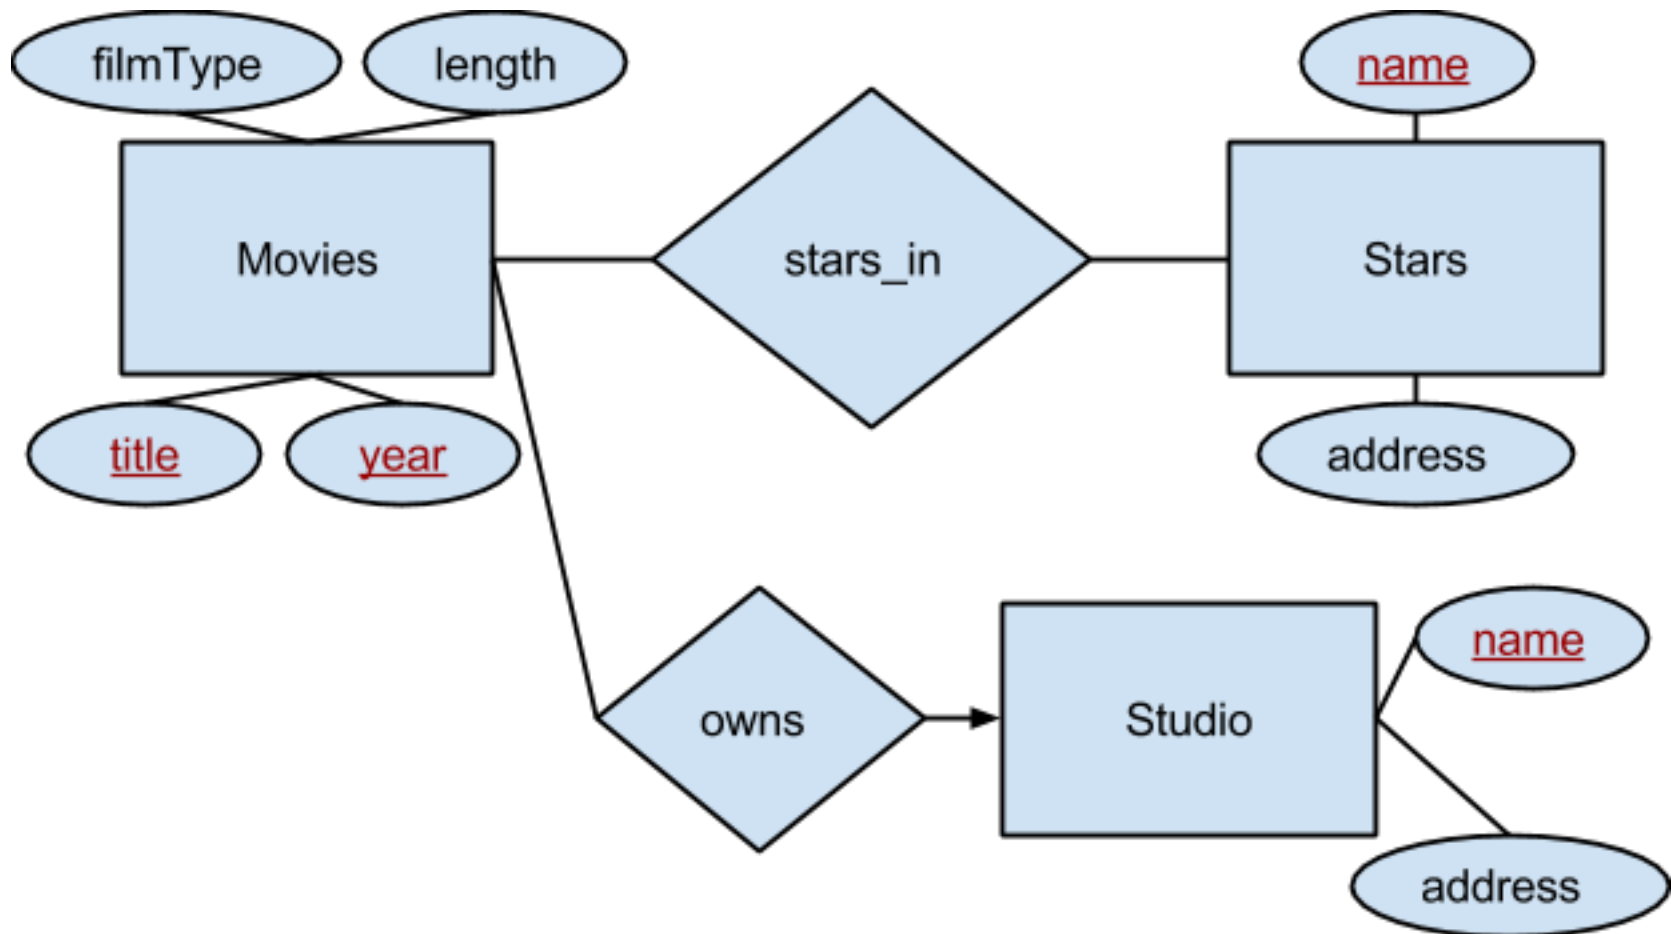 filmType
length
name
Movies
stars_in
Stars
title
year
address
name
owns
Studio
address